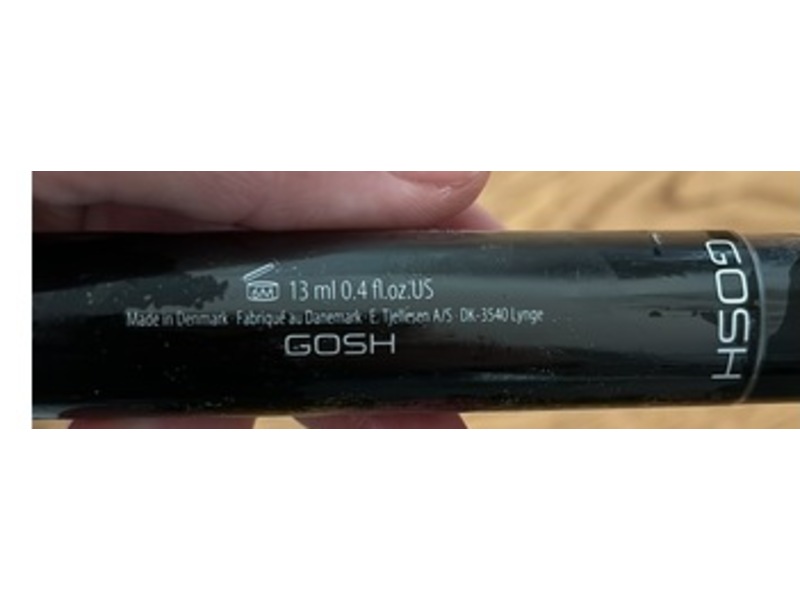 6M 13 ml 0.4 fl.oz.US
Made in Denmark · Fabriqué au Danemark · E. Tjellesen A/S · DK-3540 Lynge
GOSH
GOSH